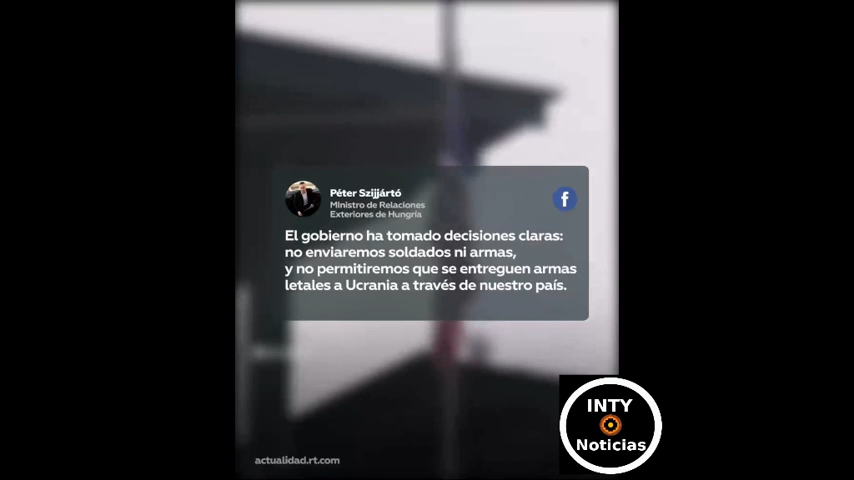 Péter Szijjártó
Ministro de Relaciones
Exteriores de Hungría
El gobierno ha tomado decisiones claras:
no enviaremos soldados ni armas,
y no permitiremos que se entreguen armas
letales a Ucrania a través de nuestro país.
INTY
Noticias
actualidad.rt.com